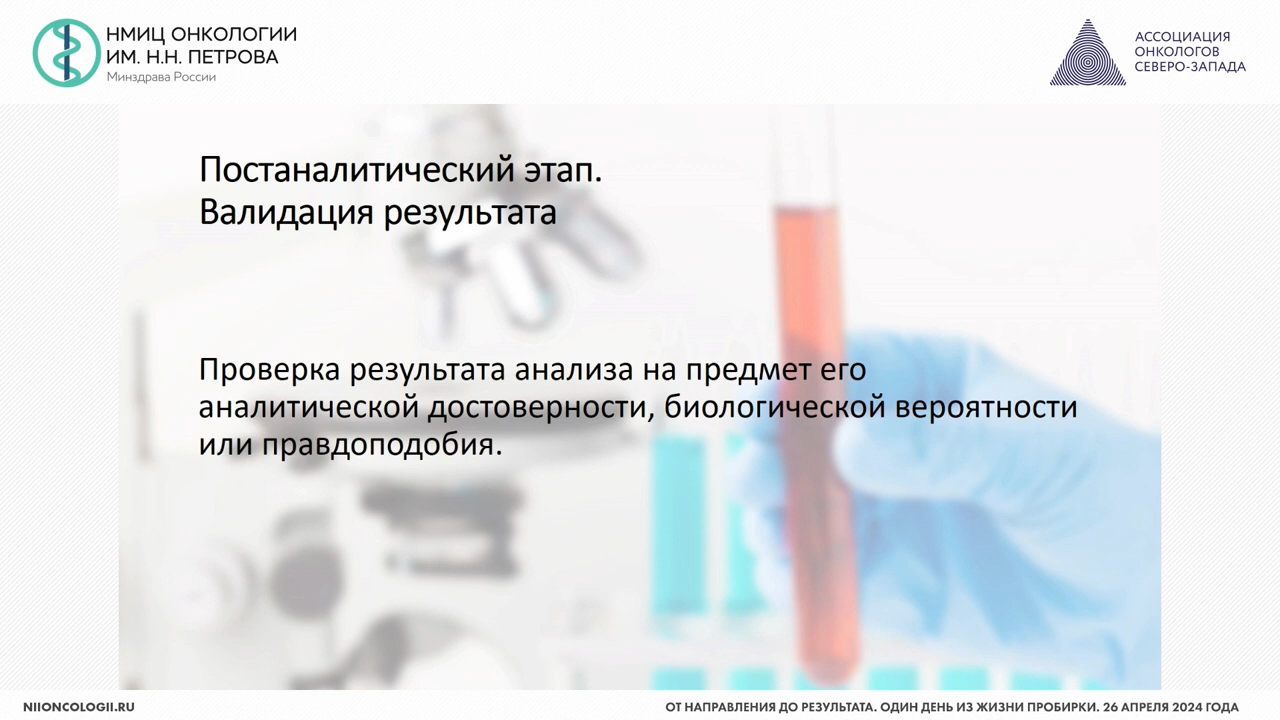 НМИЦ ОНКОЛОГИИ
ИМ. Н.Н. ПЕТРОВА
Минздрава России
АССОЦИАЦИЯ
ОНКОЛОГОВ
СЕВЕРО-ЗАПАДА
Постаналитический этап.
Валидация результата
Проверка результата анализа на предмет его
аналитической достоверности, биологической вероятности
или правдоподобия.
NIIONCOLOGII.RU
ОТ НАПРАВЛЕНИЯ ДО РЕЗУЛЬТАТА. ОДИН ДЕНЬ ИЗ ЖИЗНИ ПРОБИРКИ. 26 АПРЕЛЯ 2024 ГОДА